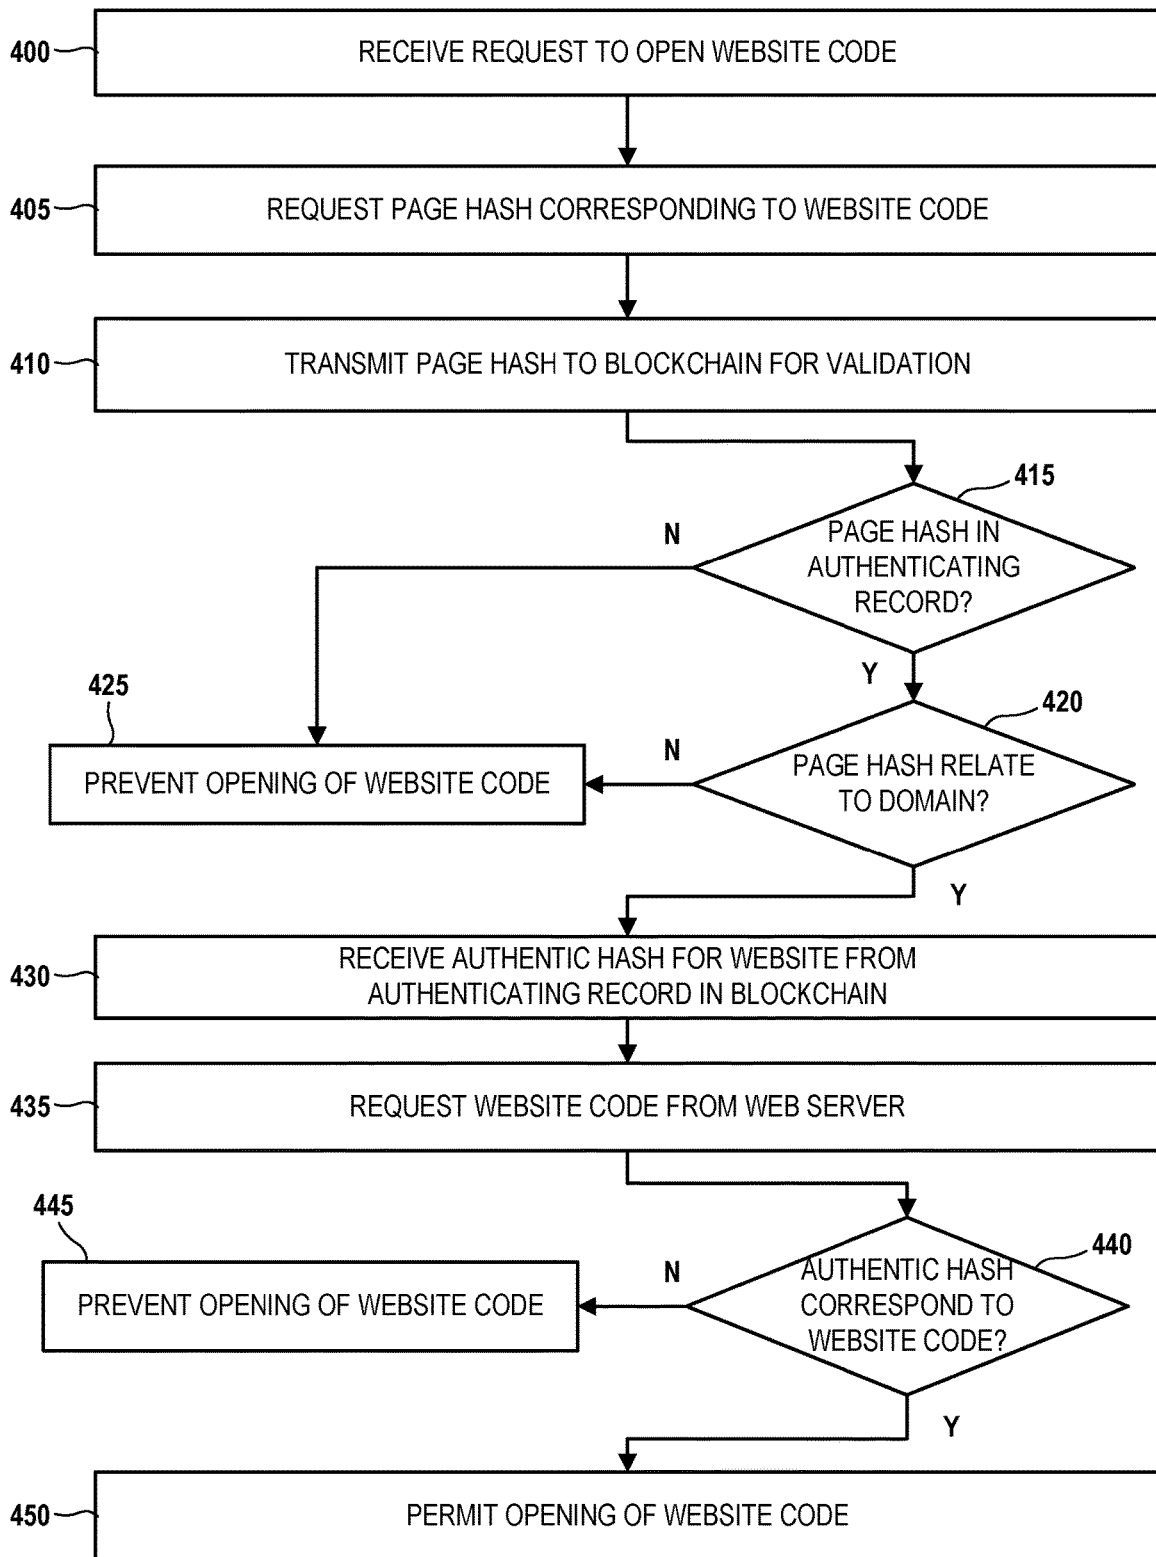 400
RECEIVE REQUEST TO OPEN WEBSITE CODE
405
REQUEST PAGE HASH CORRESPONDING TO WEBSITE CODE
410
TRANSMIT PAGE HASH TO BLOCKCHAIN FOR VALIDATION
415
N
PAGE HASH IN
AUTHENTICATING
RECORD?
Y
425
420
PREVENT OPENING OF WEBSITE CODE
N
PAGE HASH RELATE
TO DOMAIN?
Y
430
RECEIVE AUTHENTIC HASH FOR WEBSITE FROM
AUTHENTICATING RECORD IN BLOCKCHAIN
435
REQUEST WEBSITE CODE FROM WEB SERVER
445
440
PREVENT OPENING OF WEBSITE CODE
N
AUTHENTIC HASH
CORRESPOND TO
WEBSITE CODE?
Y
450
PERMIT OPENING OF WEBSITE CODE